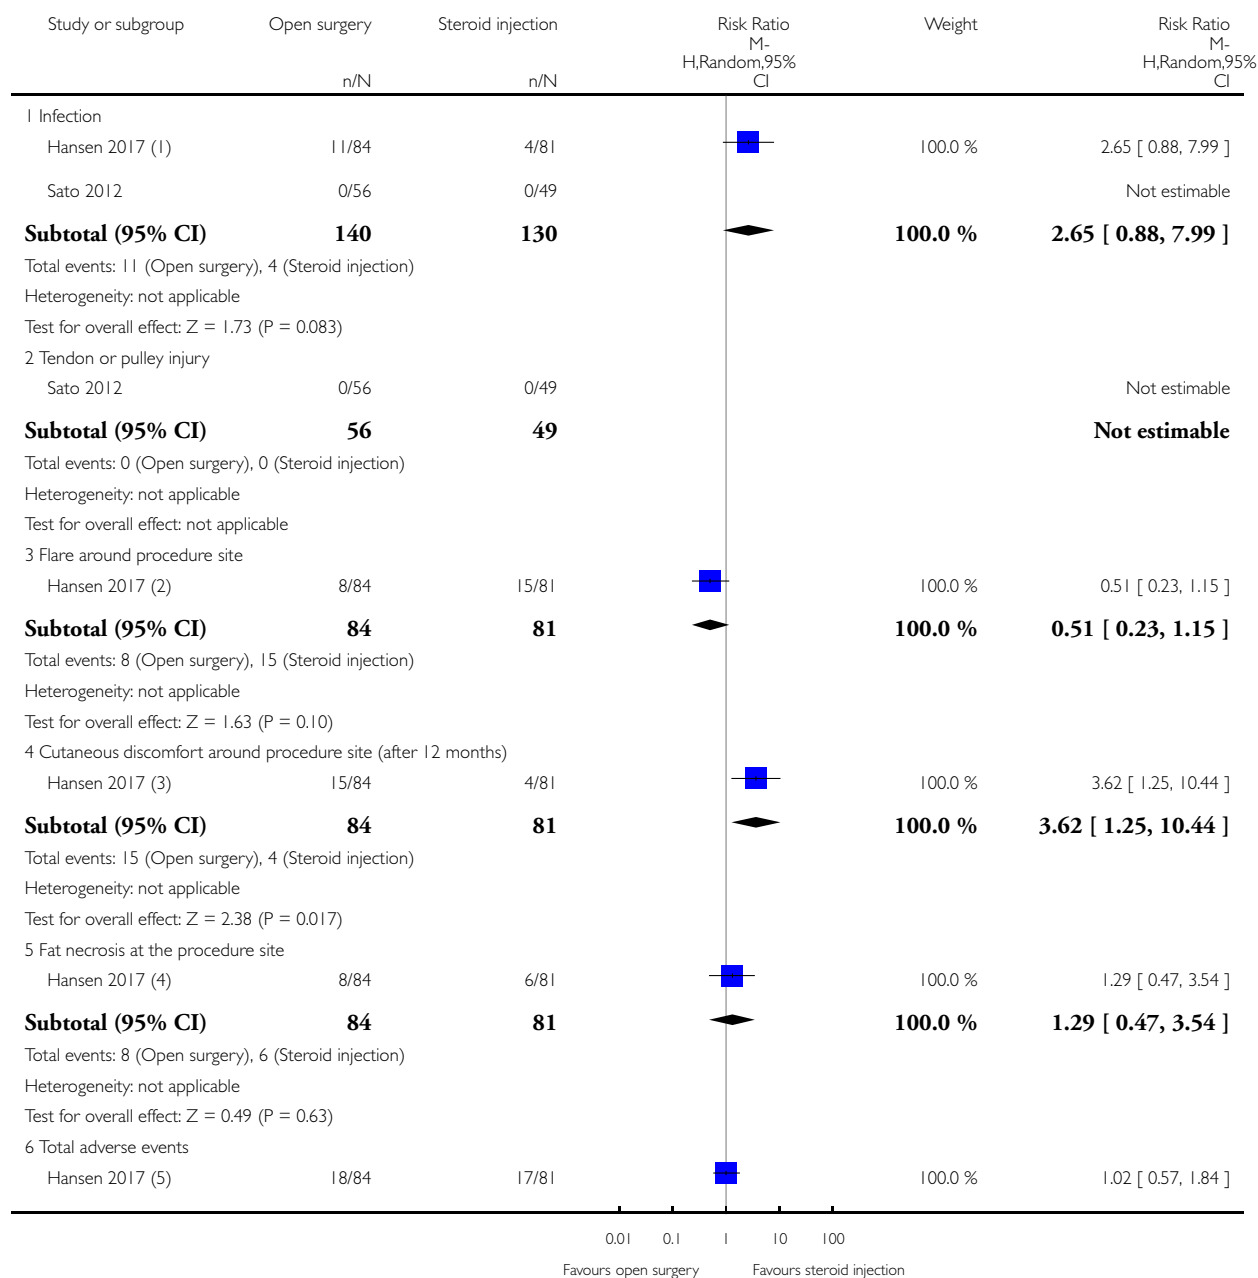 Study or subgroup Open surgery Steroid injection Risk Ratio Weight Risk Ratio
M- M-
H,Random,95% H,Random,95%
n/N n/N CI CI
1 Infection
Hansen 2017 (1) 11/84 4/81 100.0 % 2.65 [ 0.88, 7.99 ]
Sato 2012 0/56 0/49 Not estimable
Subtotal (95% CI) 140 130 100.0 % 2.65 [ 0.88, 7.99 ]
Total events: 11 (Open surgery), 4 (Steroid injection)
Heterogeneity: not applicable
Test for overall effect: Z = 1.73 (P = 0.083)
2 Tendon or pulley injury
Sato 2012 0/56 0/49 Not estimable
Subtotal (95% CI) 56 49 Not estimable
Total events: 0 (Open surgery), 0 (Steroid injection)
Heterogeneity: not applicable
Test for overall effect: not applicable
3 Flare around procedure site
Hansen 2017 (2) 8/84 15/81 100.0 % 0.51 [ 0.23, 1.15 ]
Subtotal (95% CI) 84 81 100.0 % 0.51 [ 0.23, 1.15 ]
Total events: 8 (Open surgery), 15 (Steroid injection)
Heterogeneity: not applicable
Test for overall effect: Z = 1.63 (P = 0.10)
4 Cutaneous discomfort around procedure site (after 12 months)
Hansen 2017 (3) 15/84 4/81 100.0 % 3.62 [ 1.25, 10.44 ]
Subtotal (95% CI) 84 81 100.0 % 3.62 [ 1.25, 10.44 ]
Total events: 15 (Open surgery), 4 (Steroid injection)
Heterogeneity: not applicable
Test for overall effect: Z = 2.38 (P = 0.017)
5 Fat necrosis at the procedure site
Hansen 2017 (4) 8/84 6/81 100.0 % 1.29 [ 0.47, 3.54 ]
Subtotal (95% CI) 84 81 100.0 % 1.29 [ 0.47, 3.54 ]
Total events: 8 (Open surgery), 6 (Steroid injection)
Heterogeneity: not applicable
Test for overall effect: Z = 0.49 (P = 0.63)
6 Total adverse events
Hansen 2017 (5) 18/84 17/81 100.0 % 1.02 [ 0.57, 1.84 ]
0.01 0.1 1 10 100
Favours open surgery Favours steroid injection